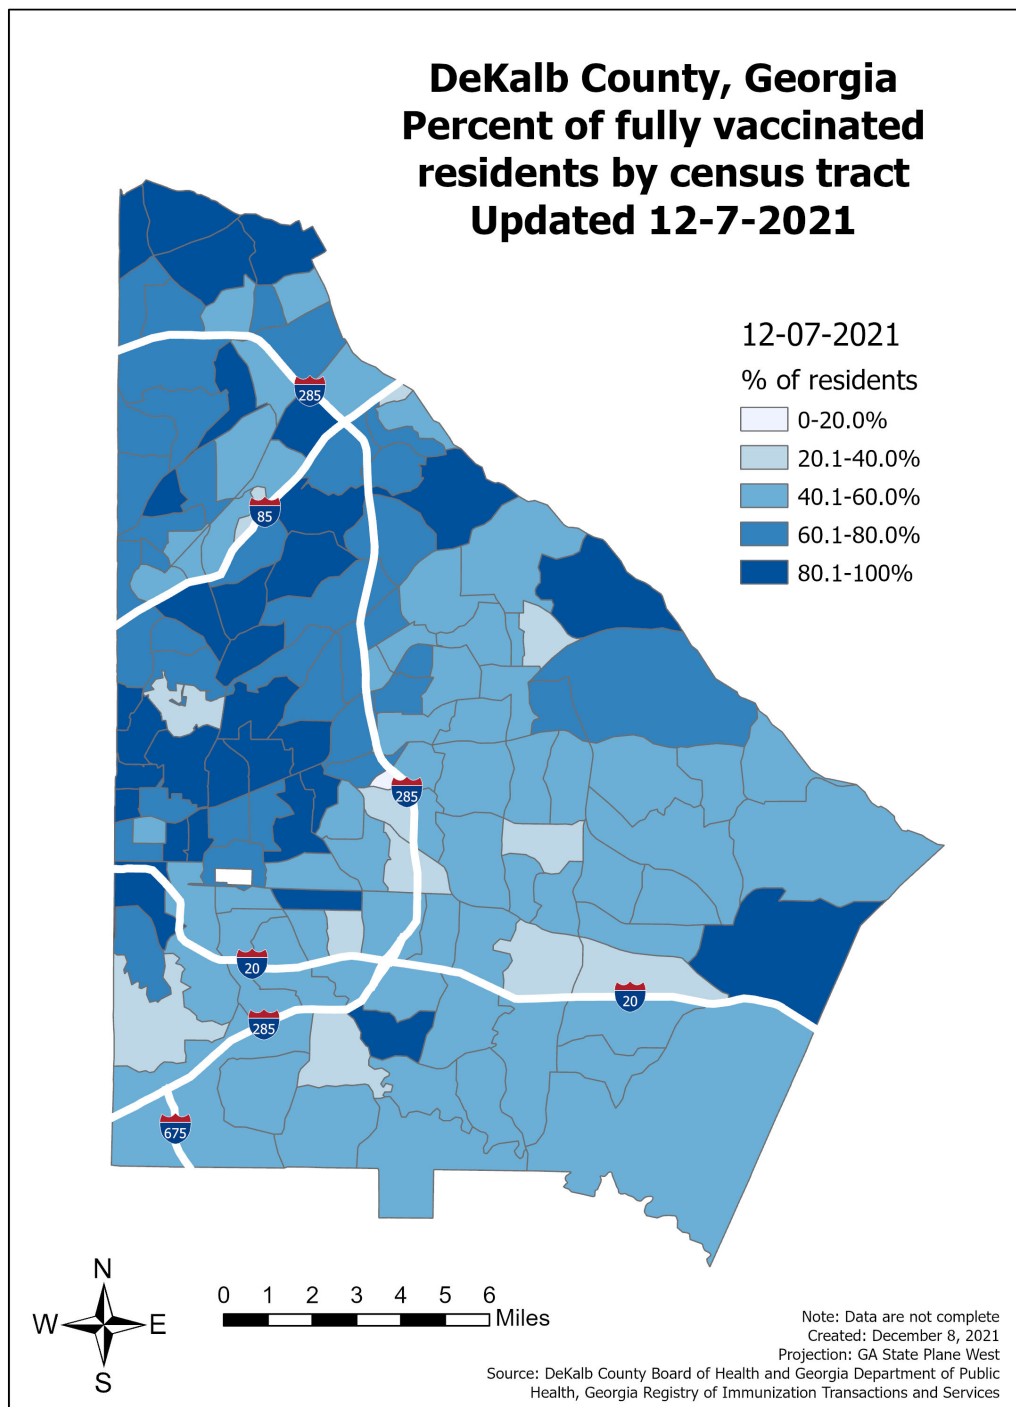 DeKalb County, Georgia
Percent of fully vaccinated
residents by census tract
Updated 12-7-2021
12-07-2021
% of residents
0-20.0%
20.1-40.0%
40.1-60.0%
60.1-80.0%
80.1-100%
285
85
285
20
20
285
675
N
W E
S
0 1 2 3 4 5 6
Miles
Note: Data are not complete
Created: December 8, 2021
Projection: GA State Plane West
Source: DeKalb County Board of Health and Georgia Department of Public
Health, Georgia Registry of Immunization Transactions and Services